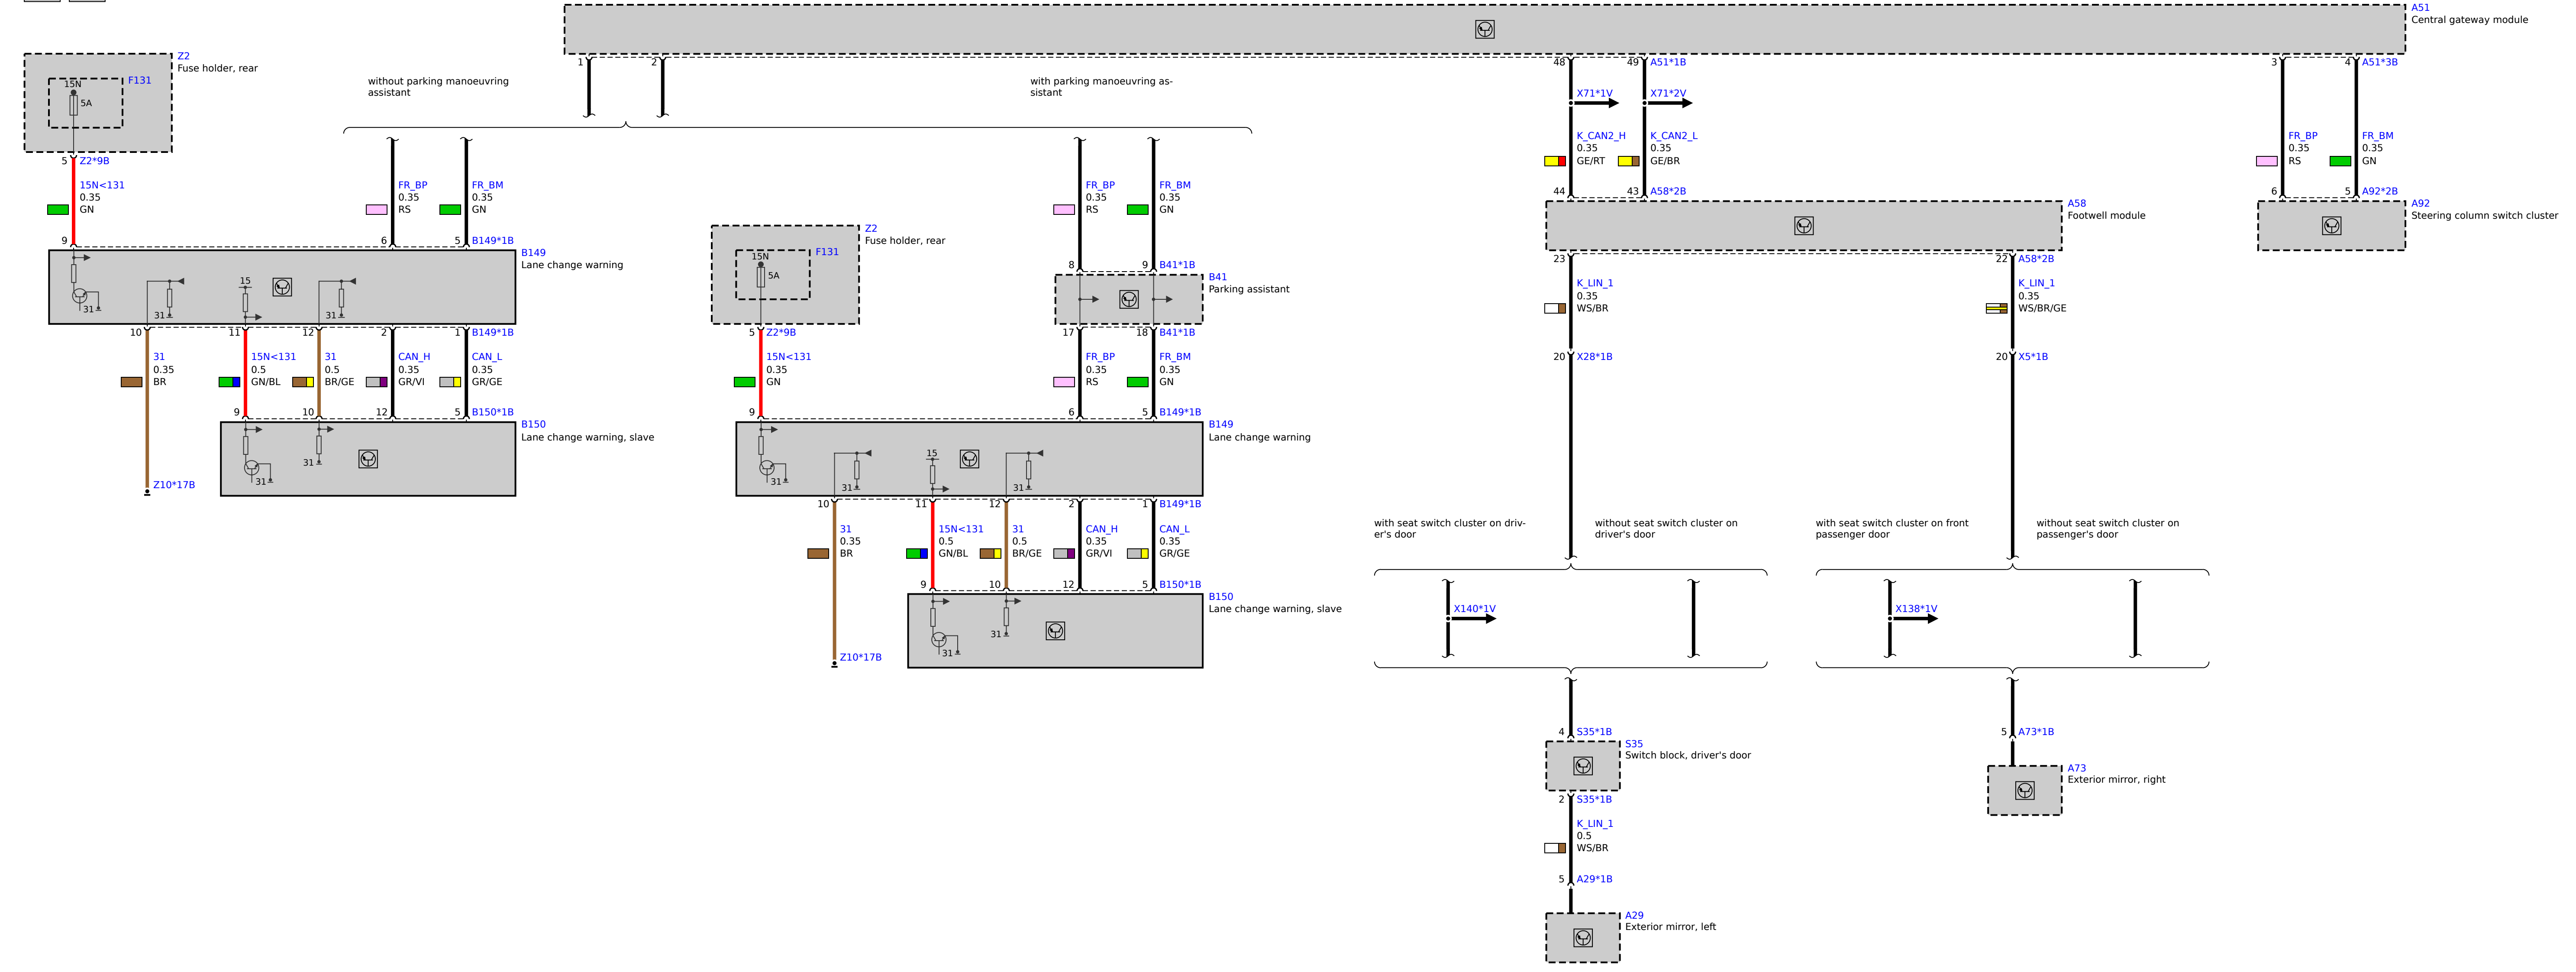 A51
Central gateway module
Z2
Fuse holder, rear
F131
15N
5A
without parking manoeuvring
assistant
1
2
with parking manoeuvring as-
sistant
48
49
A51*1B
X71*1V
X71*2V
K_CAN2_H
0.35
GE/RT
K_CAN2_L
0.35
GE/BR
3
4
A51*3B
FR_BP
0.35
RS
FR_BM
0.35
GN
5
Z2*9B
15N<131
0.35
GN
FR_BP
0.35
RS
FR_BM
0.35
GN
FR_BP
0.35
RS
FR_BM
0.35
GN
44
43
A58*2B
6
5
A92*2B
A58
Footwell module
A92
Steering column switch cluster
9
6
5
B149*1B
B149
Lane change warning
31
31
15
31
Z2
Fuse holder, rear
F131
15N
5A
8
9
B41*1B
B41
Parking assistant
23
22
A58*2B
K_LIN_1
0.35
WS/BR
K_LIN_1
0.35
WS/BR/GE
10
11
12
2
1
B149*1B
5
Z2*9B
17
18
B41*1B
20
X28*1B
20
X5*1B
31
0.35
BR
15N<131
0.5
GN/BL
31
0.5
BR/GE
CAN_H
0.35
GR/VI
CAN_L
0.35
GR/GE
15N<131
0.35
GN
FR_BP
0.35
RS
FR_BM
0.35
GN
9
10
12
5
B150*1B
B150
Lane change warning, slave
31
31
Z10*17B
9
6
5
B149*1B
B149
Lane change warning
31
31
15
31
10
11
12
2
1
B149*1B
31
0.35
BR
15N<131
0.5
GN/BL
31
0.5
BR/GE
CAN_H
0.35
GR/VI
CAN_L
0.35
GR/GE
9
10
12
5
B150*1B
B150
Lane change warning, slave
31
31
Z10*17B
with seat switch cluster on driv-
er's door
without seat switch cluster on
driver's door
with seat switch cluster on front
passenger door
without seat switch cluster on
passenger's door
X140*1V
X138*1V
4
S35*1B
S35
Switch block, driver's door
5
A73*1B
A73
Exterior mirror, right
2
S35*1B
K_LIN_1
0.5
WS/BR
5
A29*1B
A29
Exterior mirror, left